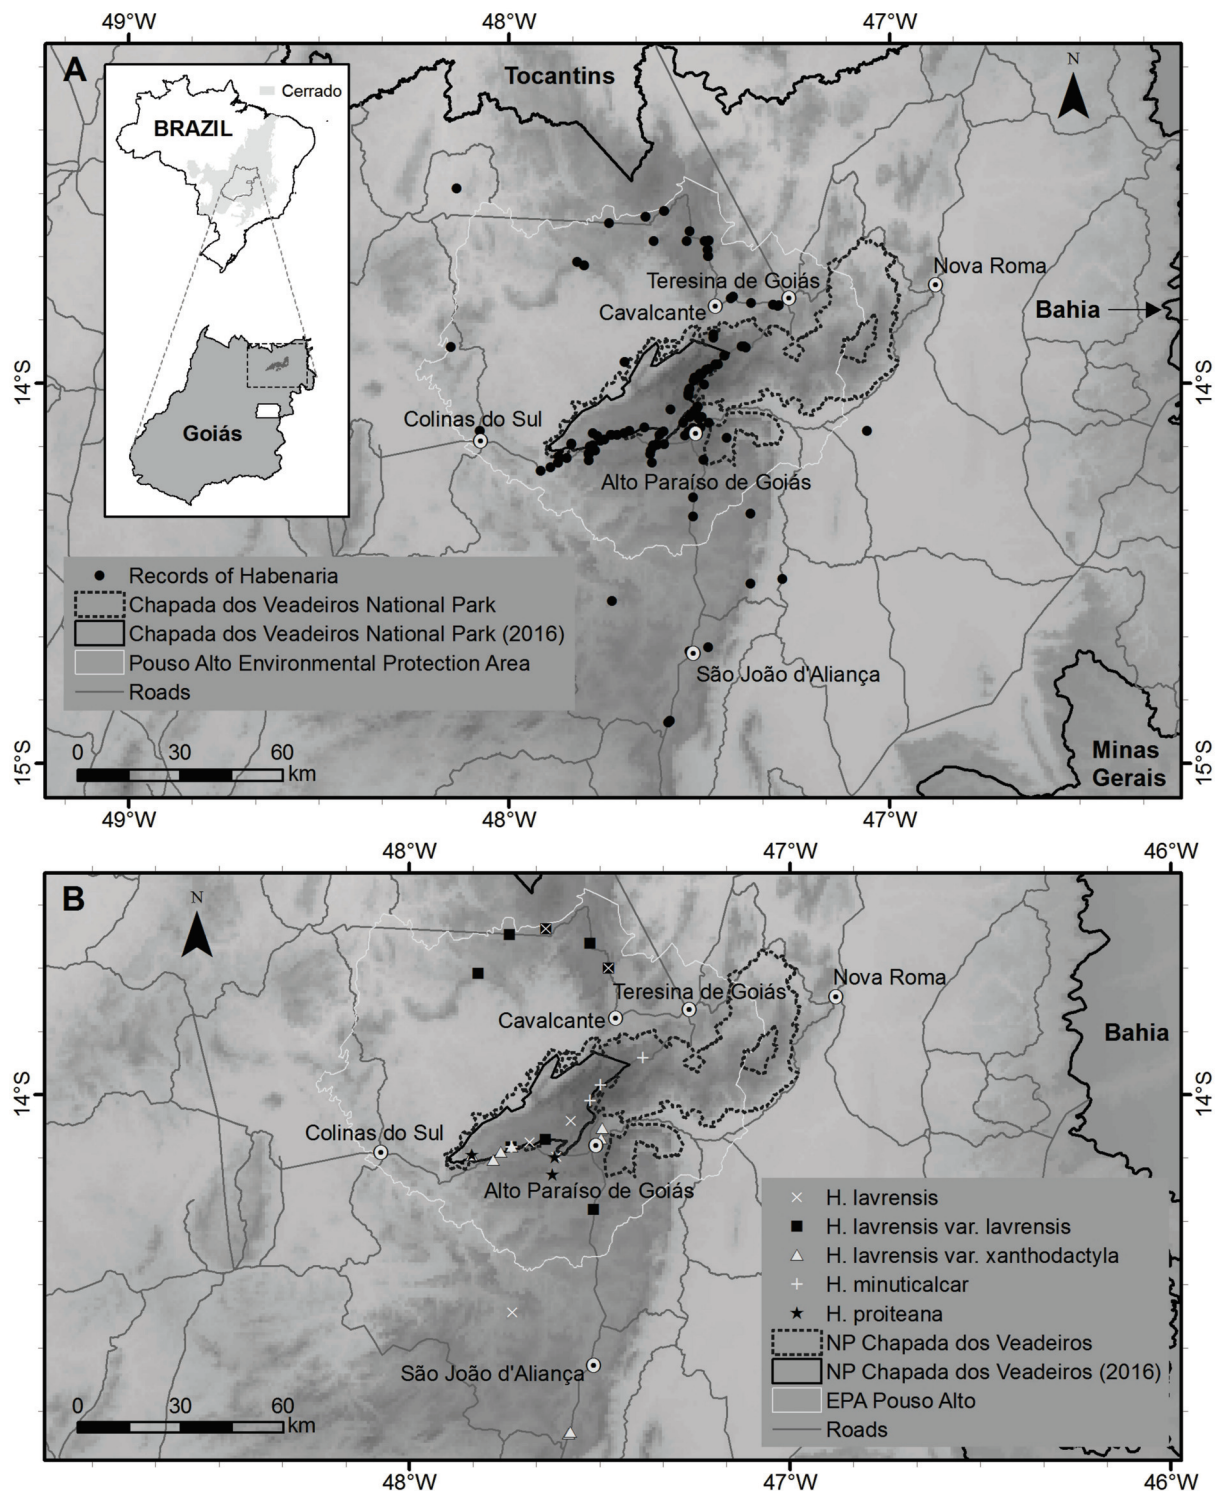 49°W 48°W 47°W
A
N
Tocantins
Cerrado
BRAZIL
Goiás
Nova Roma
Teresina de Goiás
Cavalcante
Bahia
14°S 14°S
Colinas do Sul
Alto Paraíso de Goiás
Records of Habenaria
Chapada dos Veadeiros National Park
Chapada dos Veadeiros National Park (2016)
Pouso Alto Environmental Protection Area
Roads
São João d'Aliança
0 30 60
km
Minas
Gerais
15°S 15°S
49°W 48°W 47°W
48°W 47°W 46°W
B
N
Nova Roma
Teresina de Goiás
Cavalcante
Bahia
14°S 14°S
Colinas do Sul
Alto Paraíso de Goiás
H. lavrensis
H. lavrensis var. lavrensis
H. lavrensis var. xanthodactyla
H. minuticalcar
H. proiteana
NP Chapada dos Veadeiros
NP Chapada dos Veadeiros (2016)
EPA Pouso Alto
Roads
São João d'Aliança
0 30 60
km
48°W 47°W 46°W